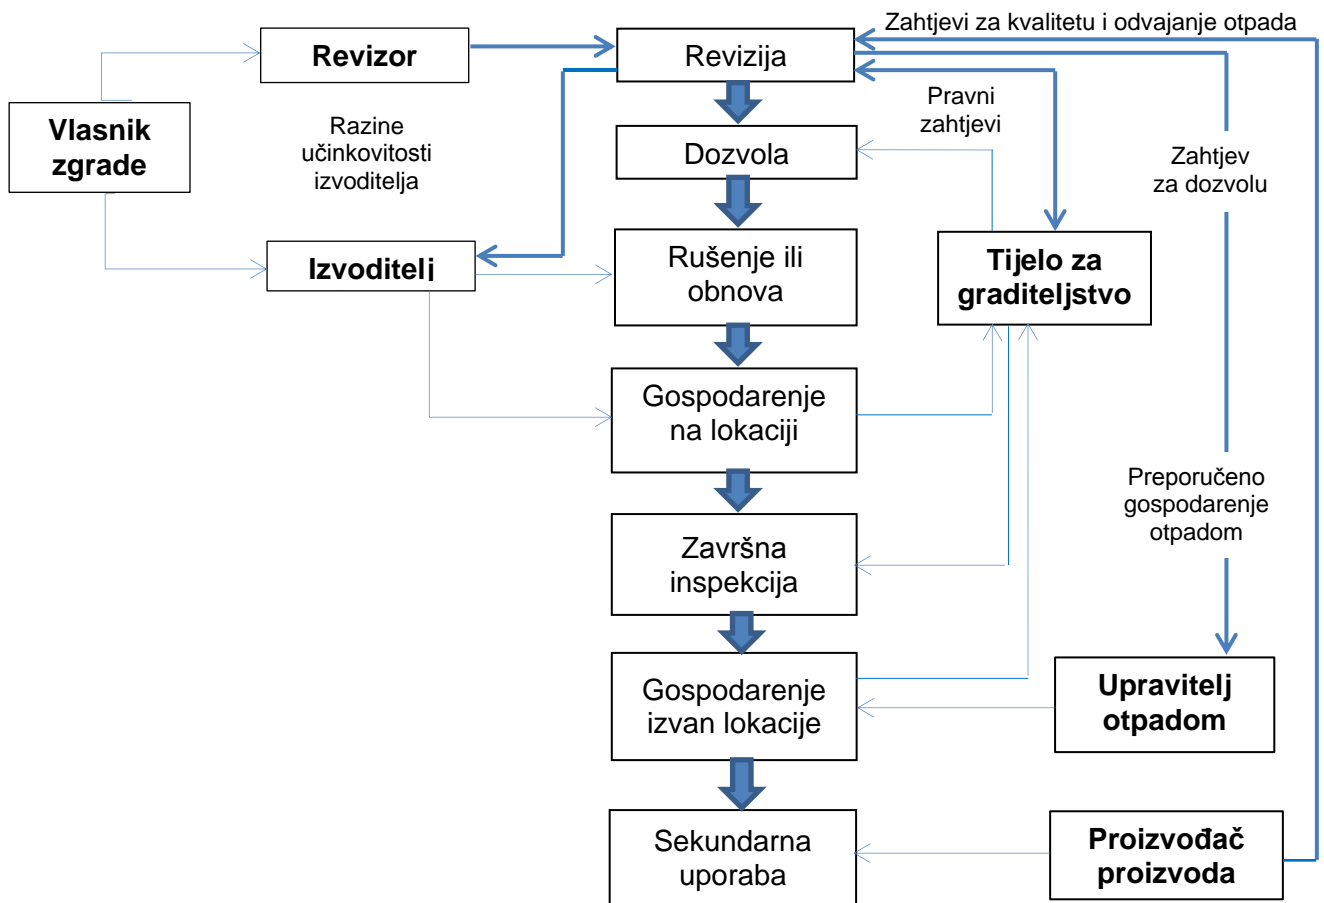 Zahtjevi za kvalitetu i odvajanje otpada
Revizor
Revizija
Vlasnik
zgrade
Razine
učinkovitosti
izvoditelja
Pravni
zahtjevi
Dozvola
Zahtjev
za dozvolu
Izvoditelj
Rušenje ili
obnova
Tijelo za
graditeljstvo
Gospodarenje
na lokaciji
Preporučeno
gospodarenje
otpadom
Završna
inspekcija
Gospodarenje
izvan lokacije
Upravitelj
otpadom
Sekundarna
uporaba
Proizvođač
proizvoda